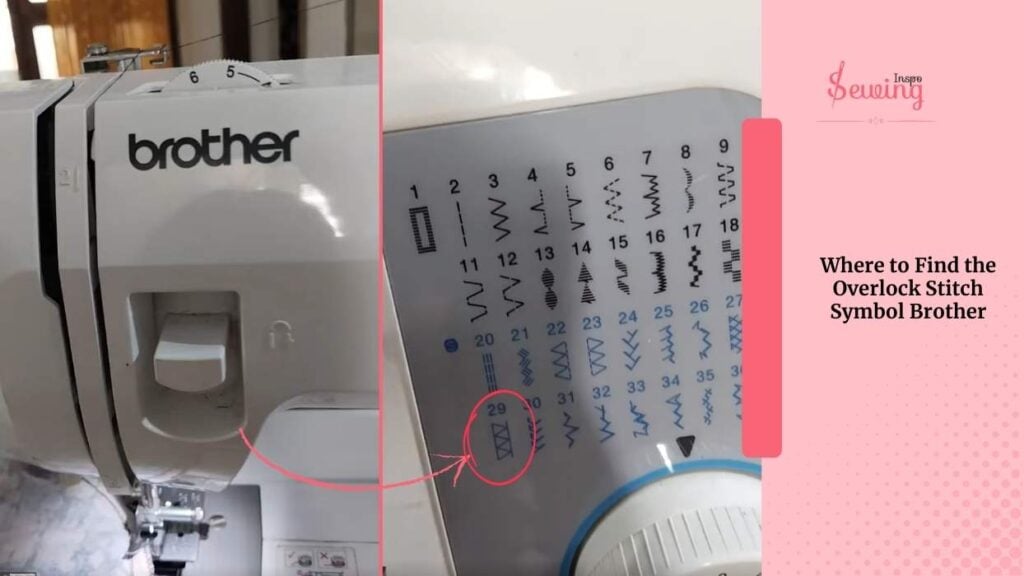 6 5
brother
1 2 3 4 5 6 7 8 9
11 12 13 14 15 16 17 18
20 21 22 23 24 25 26 27
29 30 31 32 33 34 35
Sewing
Inspo
Where to Find the
Overlock Stitch
Symbol Brother